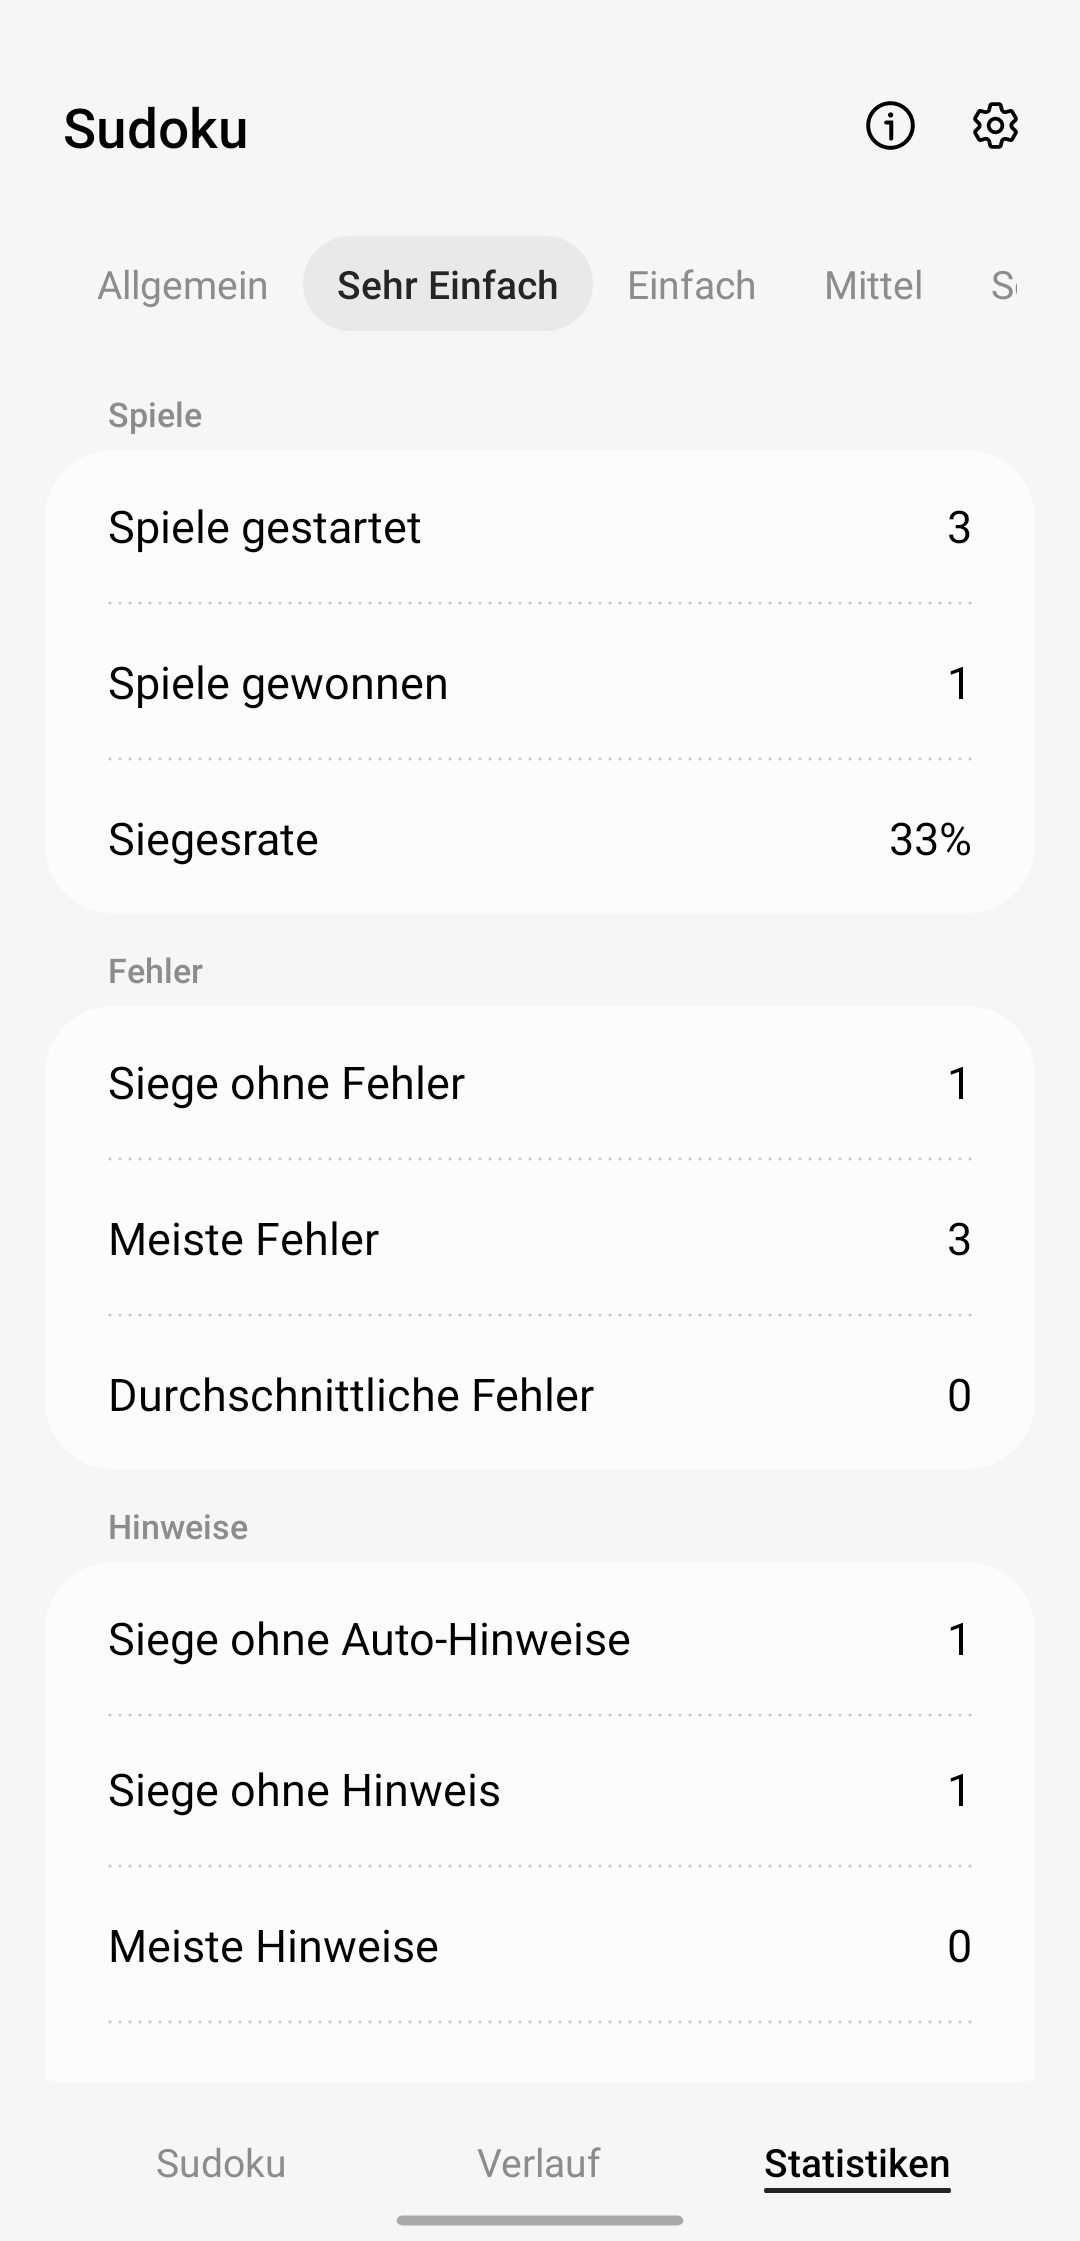 Sudoku
Allgemein Sehr Einfach Einfach Mittel
Spiele
Spiele gestartet 3
Spiele gewonnen 1
Siegesrate 33%
Fehler
Siege ohne Fehler 1
Meiste Fehler 3
Durchschnittliche Fehler 0
Hinweise
Siege ohne Auto-Hinweise 1
Siege ohne Hinweis 1
Meiste Hinweise 0
Sudoku Verlauf Statistiken